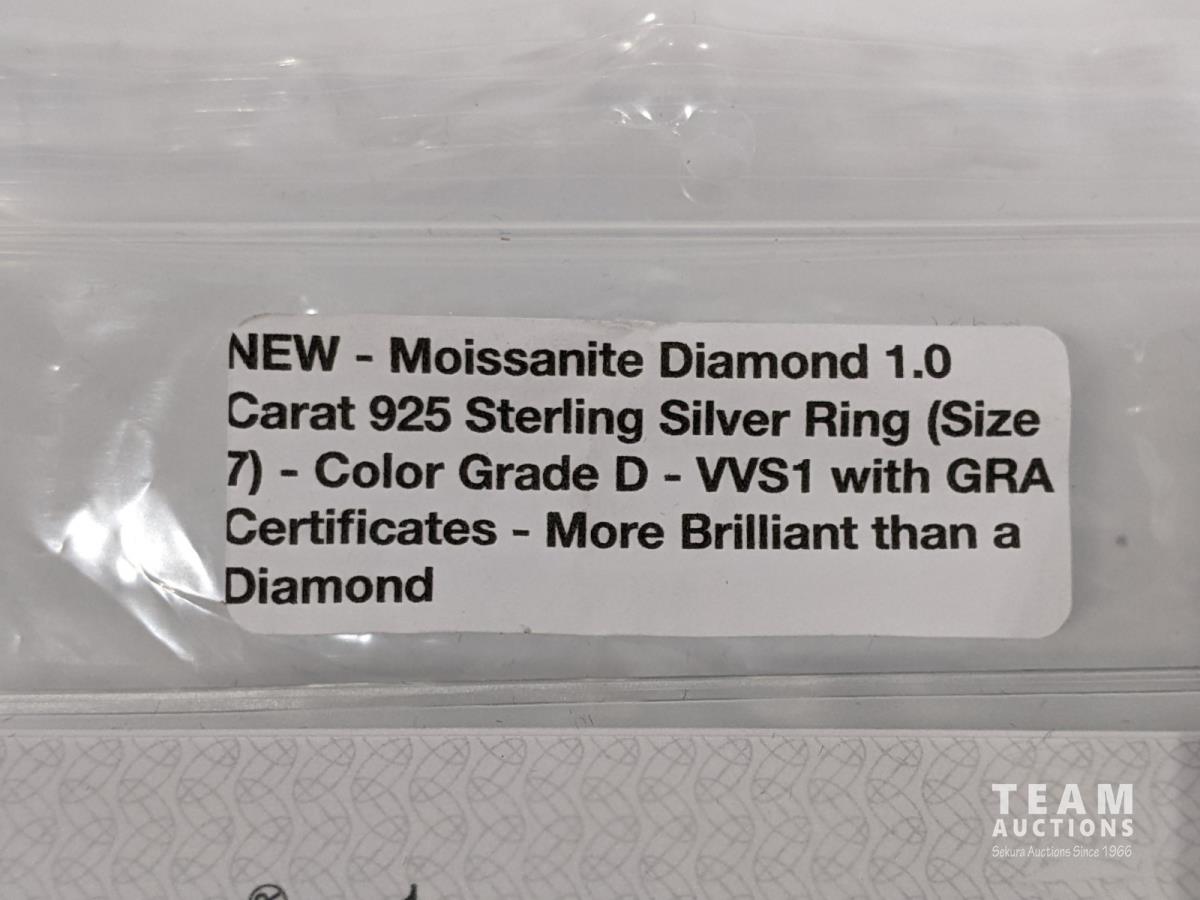 NEW - Moissanite Diamond 1.0
Carat 925 Sterling Silver Ring (Size
7) - Color Grade D - VVS1 with GRA
Certificates - More Brilliant than a
Diamond
TEAM
AUCTIONS
Sekura Auctions Since 1966
®